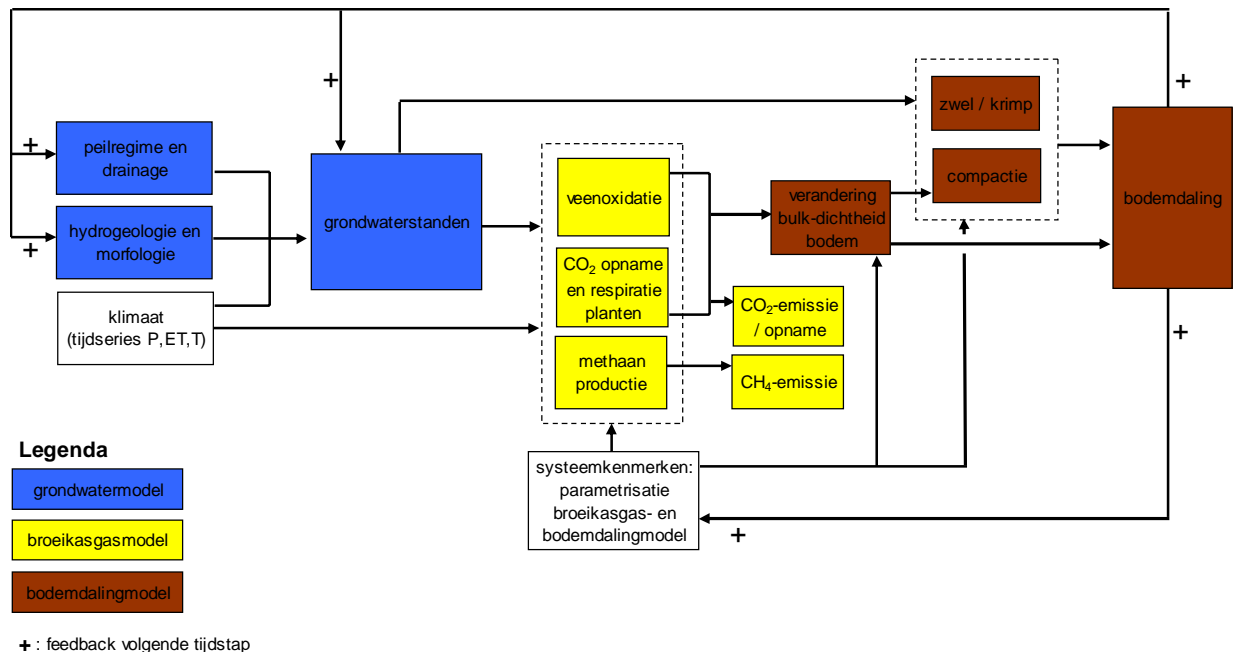 +
+
zwel / krimp
+
peilregime en
drainage
grondwaterstanden
veenoxidatie
verandering
bulk-dichtheid
bodem
compactie
bodemdaling
+
hydrogeologie en
morfologie
CO₂ opname
en respiratie
planten
klimaat
(tijdseries P,ET,T)
CO₂-emissie
/ opname
+
methaan
productie
CH₄-emissie
Legenda
systeemkenmerken:
parametrisatie
broeikasgas- en
bodemdalingmodel
+
grondwatermodel
broeikasgasmodel
bodemdalingmodel
+ : feedback volgende tijdstap